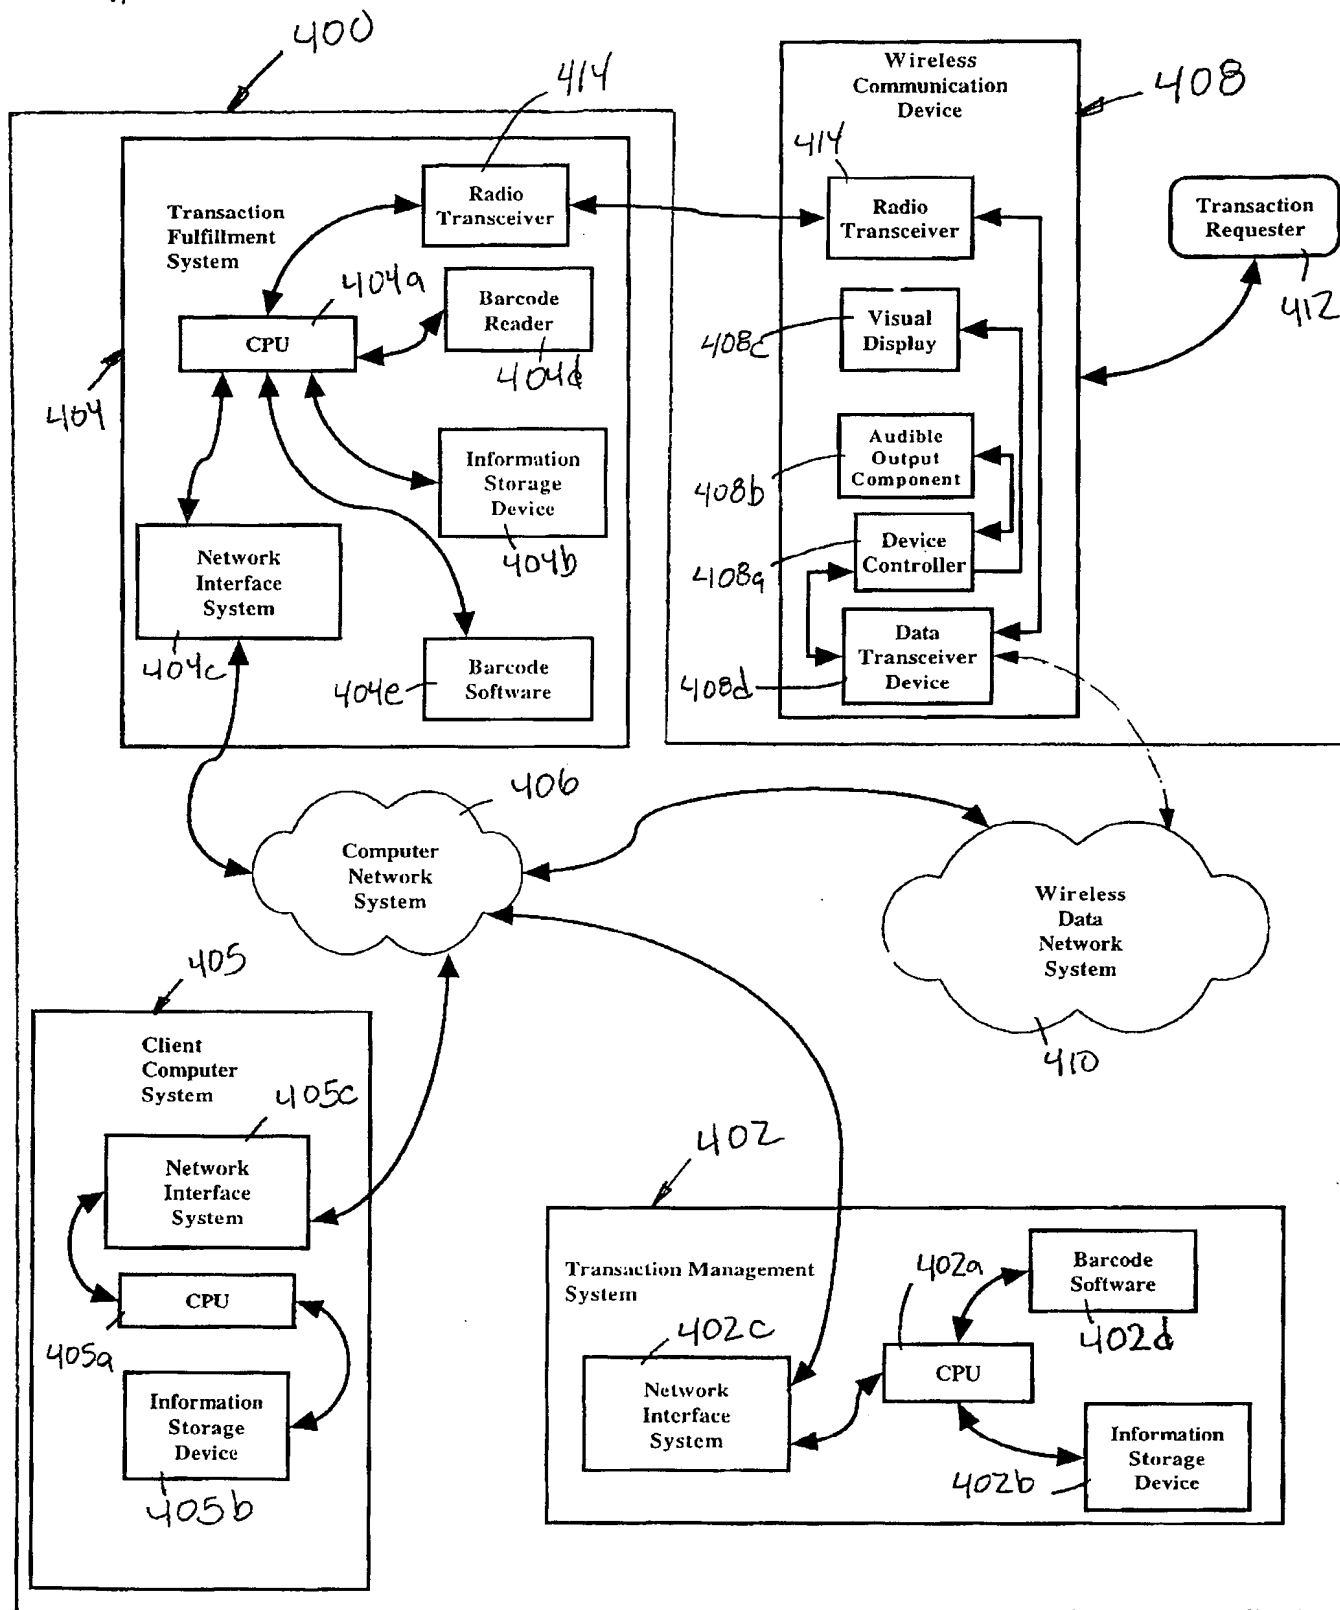 400
414
Wireless
Communication
Device
408
414
Radio
Transceiver
Radio
Transceiver
Transaction
Requester
412
Transaction
Fulfillment
System
404a
Barcode
Reader
404d
CPU
404
408c
Visual
Display
Information
Storage
Device
404b
Audible
Output
Component
408b
Network
Interface
System
404c
Device
Controller
408a
Barcode
Software
404e
Data
Transceiver
Device
408d
406
Computer
Network
System
Wireless
Data
Network
System
410
405
Client
Computer
System
405c
Network
Interface
System
CPU
405a
Information
Storage
Device
405b
402
Transaction Management
System
402a
Barcode
Software
402d
402c
Network
Interface
System
CPU
Information
Storage
Device
402b